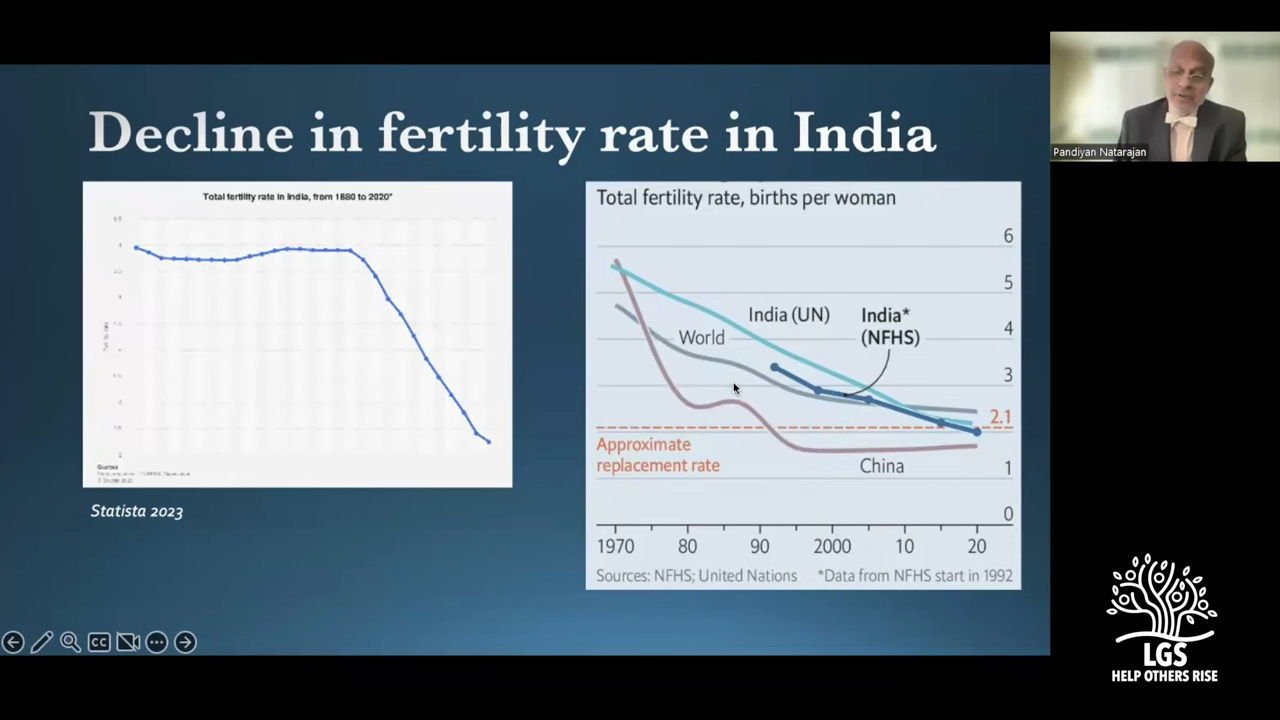 Decline in fertility rate in India
Total fertility rate in India, from 1880 to 2020*
Sources
Statista 2023
Total fertility rate, births per woman
6
5
4
3
2.1
1
0
India (UN)
India*
(NFHS)
World
Approximate
replacement rate
China
1970 80 90 2000 10 20
Sources: NFHS; United Nations *Data from NFHS start in 1992
CC
Pandiyan Natarajan
LGS
HELP OTHERS RISE